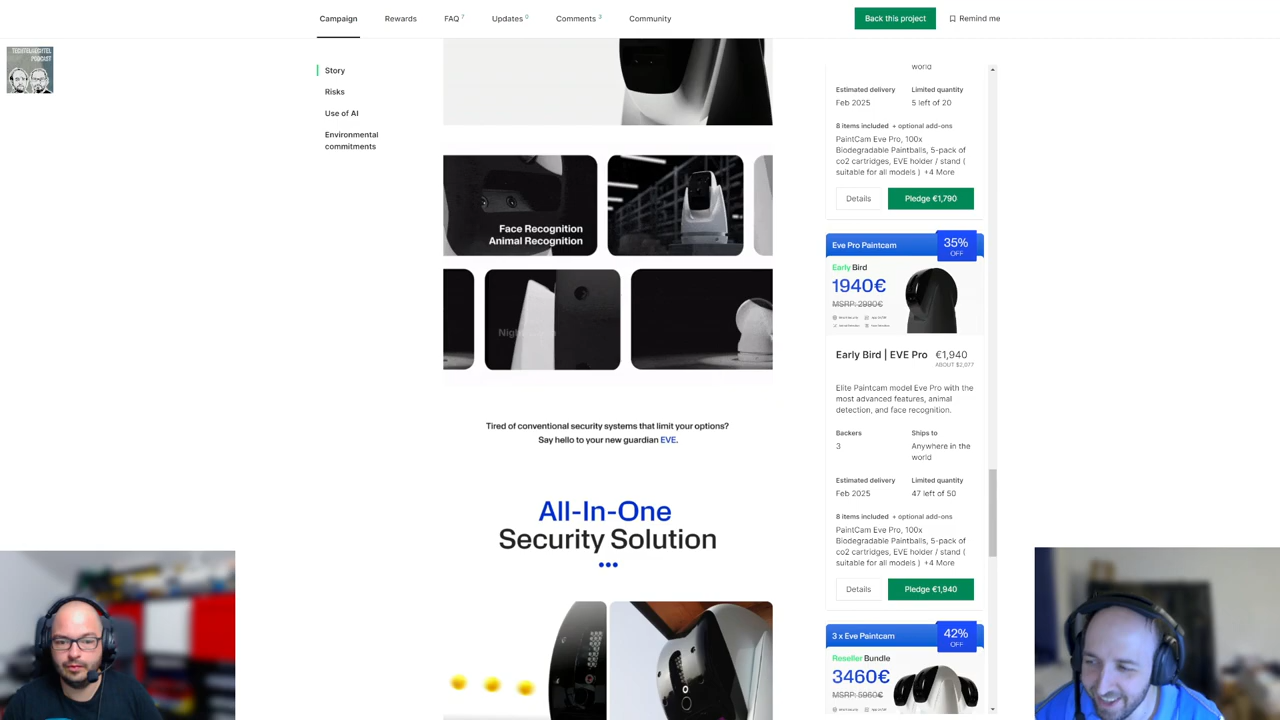 Campaign
Rewards
FAQ 7
Updates 0
Comments 3
Community
Back this project
Remind me
TECHTELMECHTEL
PODCAST
Story
Risks
Use of AI
Environmental
commitments
Face Recognition
Animal Recognition
Tired of conventional security systems that limit your options?
Say hello to your new guardian EVE.
All-In-One
Security Solution
world
Estimated delivery
Limited quantity
Feb 2025
5 left of 20
8 items included + optional add-ons
PaintCam Eve Pro, 100x
Biodegradable Paintballs, 5-pack of
co2 cartridges, EVE holder / stand (
suitable for all models ) +4 More
Details
Pledge €1,790
Eve Pro Paintcam
35%
OFF
Early Bird
1940€
MSRP: 2990€
Early Bird | EVE Pro
€1,940
ABOUT $2,077
Elite Paintcam model Eve Pro with the
most advanced features, animal
detection, and face recognition.
Backers
Ships to
3
Anywhere in the
world
Estimated delivery
Limited quantity
Feb 2025
47 left of 50
8 items included + optional add-ons
PaintCam Eve Pro, 100x
Biodegradable Paintballs, 5-pack of
co2 cartridges, EVE holder / stand (
suitable for all models ) +4 More
Details
Pledge €1,940
3 x Eve Paintcam
42%
OFF
Reseller Bundle
3460€
MSRP: 5960€